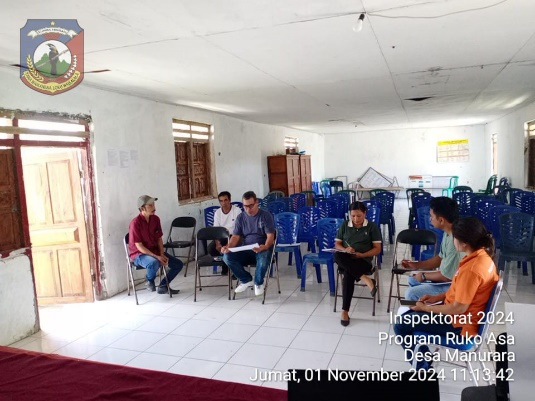 Inspektorat 2024
Program Ruko Asa
Desa Manurara
Jumat, 01 November 2024 11:13:42